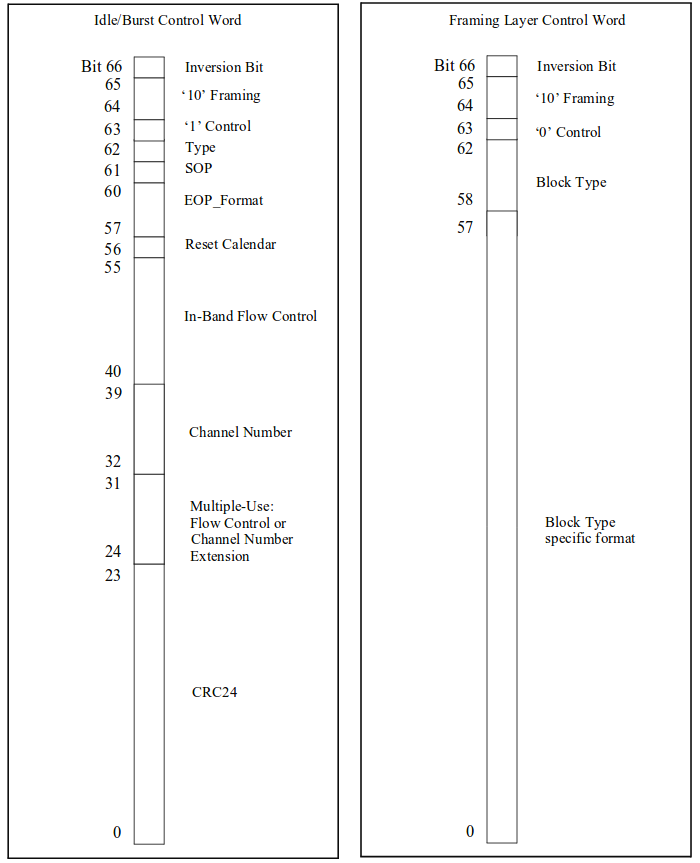 Idle/Burst Control Word
Bit 66
Inversion Bit
65
‘10’ Framing
64
63
‘1’ Control
62
Type
61
SOP
60
EOP_Format
57
56
Reset Calendar
55
In-Band Flow Control
40
39
Channel Number
32
31
Multiple-Use:
Flow Control or
Channel Number
Extension
24
23
CRC24
0
Framing Layer Control Word
Bit 66
Inversion Bit
65
‘10’ Framing
64
63
‘0’ Control
62
Block Type
58
57
Block Type
specific format
0